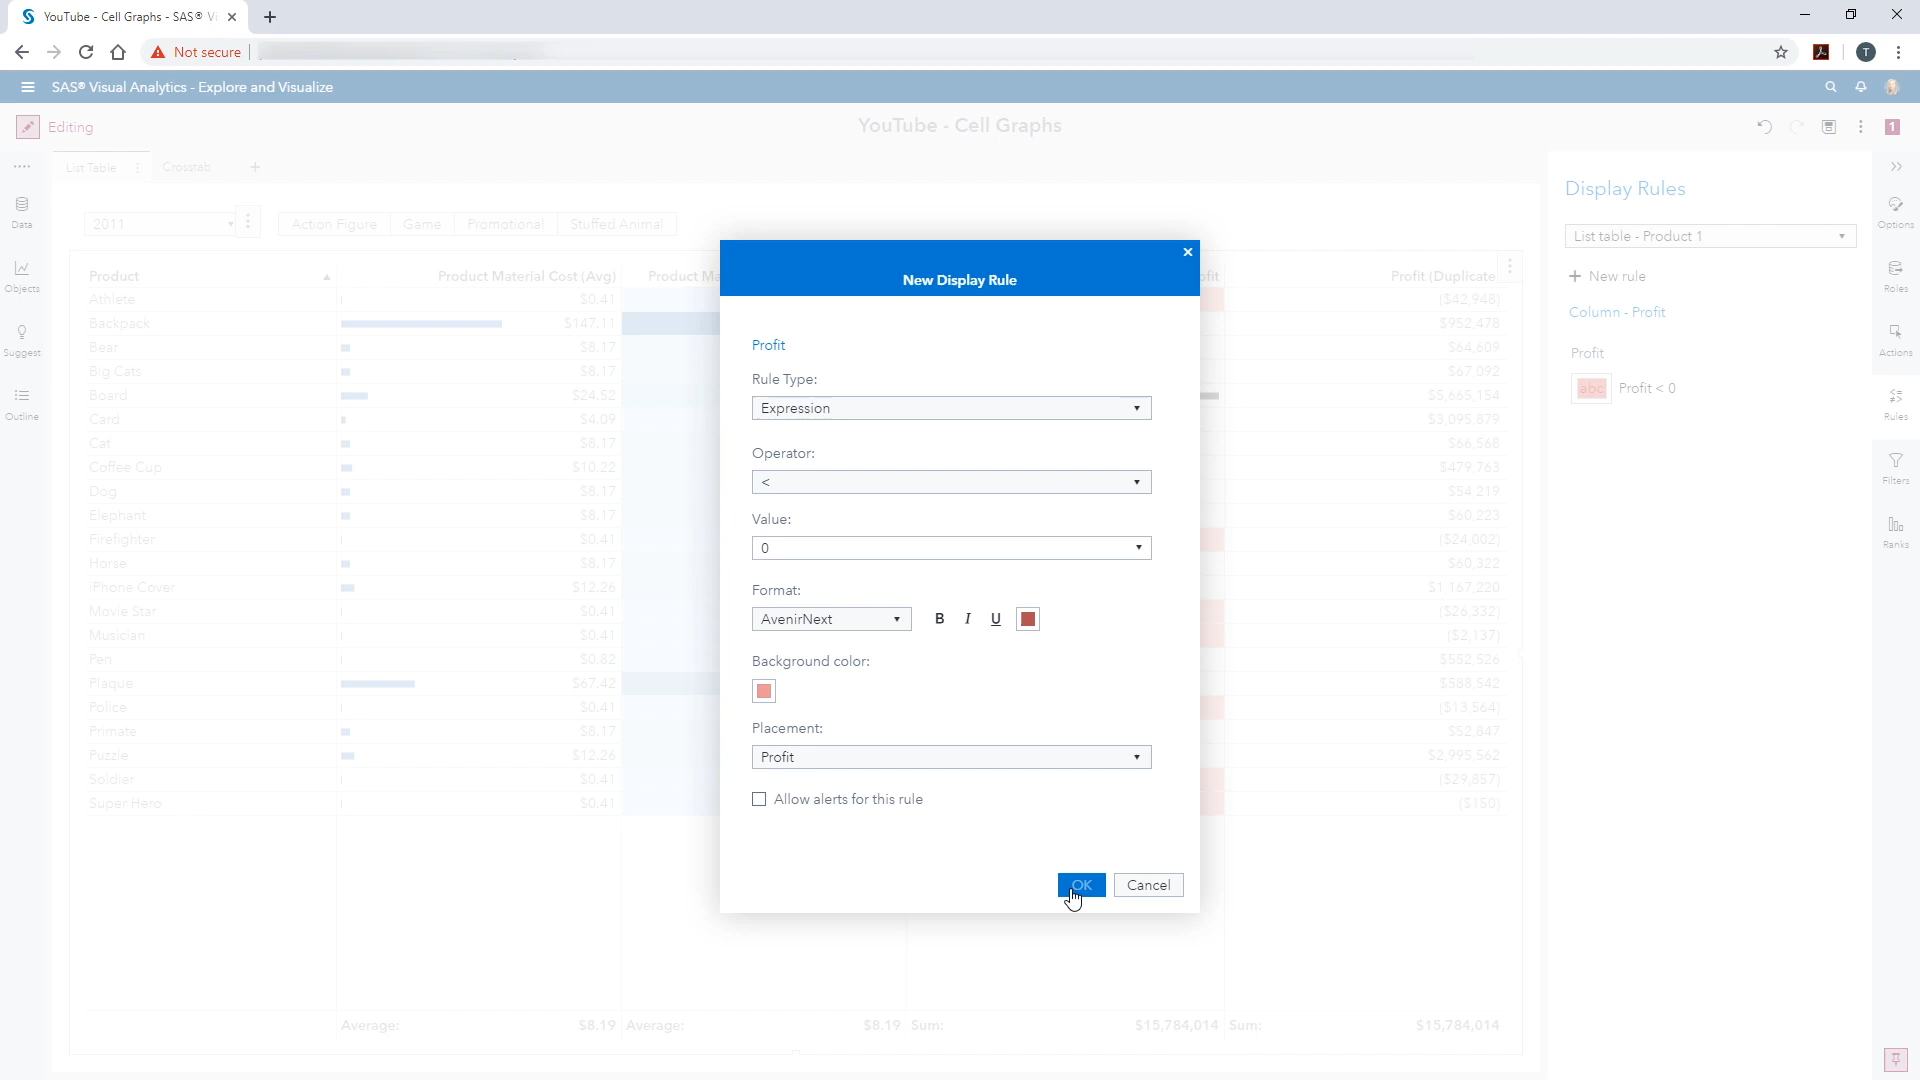 YouTube - Cell Graphs - SAS® Vi
Not secure
T
SAS® Visual Analytics - Explore and Visualize
Editing
YouTube - Cell Graphs
1
List Table
Crosstab
Data
Objects
Suggest
Outline
2011
Action Figure
Game
Promotional
Stuffed Animal
Product
Product Material Cost (Avg)
Product Ma
ofit
Profit (Duplicate
Athlete $0.41 ($42,948)
Backpack $147.11 $952,478
Bear $8.17 $64,609
Big Cats $8.17 $67,092
Board $24.52 $5,665,154
Card $4.09 $3,095,879
Cat $8.17 $66,568
Coffee Cup $10.22 $479,763
Dog $8.17 $54,219
Elephant $8.17 $60,223
Firefighter $0.41 ($24,002)
Horse $8.17 $60,322
iPhone Cover $12.26 $1,167,220
Movie Star $0.41 ($26,332)
Musician $0.41 ($2,137)
Pen $0.82 $552,526
Plaque $67.42 $588,542
Police $0.41 ($13,564)
Primate $8.17 $52,847
Puzzle $12.26 $2,995,562
Soldier $0.41 ($29,857)
Super Hero $0.41 ($150)
Average: $8.19 Average: $8.19 Sum: $15,784,014 Sum: $15,784,014
New Display Rule
Profit
Rule Type:
Expression
Operator:
<
Value:
0
Format:
AvenirNext
B I U
Background color:
Placement:
Profit
Allow alerts for this rule
OK
Cancel
Display Rules
List table - Product 1
New rule
Column - Profit
Profit
abc Profit < 0
Options
Roles
Actions
Rules
Filters
Ranks